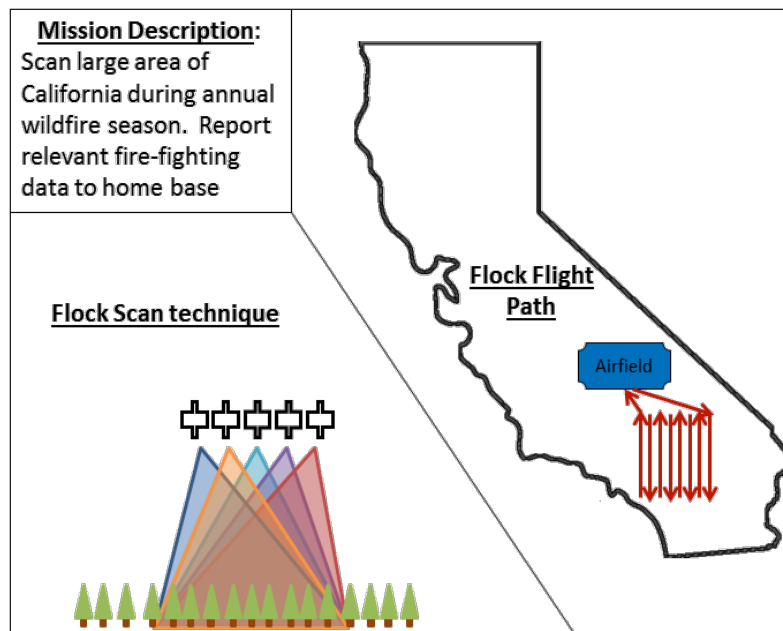 Mission Description:
Scan large area of
California during annual
wildfire season.  Report
relevant fire-fighting
data to home base
Flock Flight
Path
Flock Scan technique
Airfield